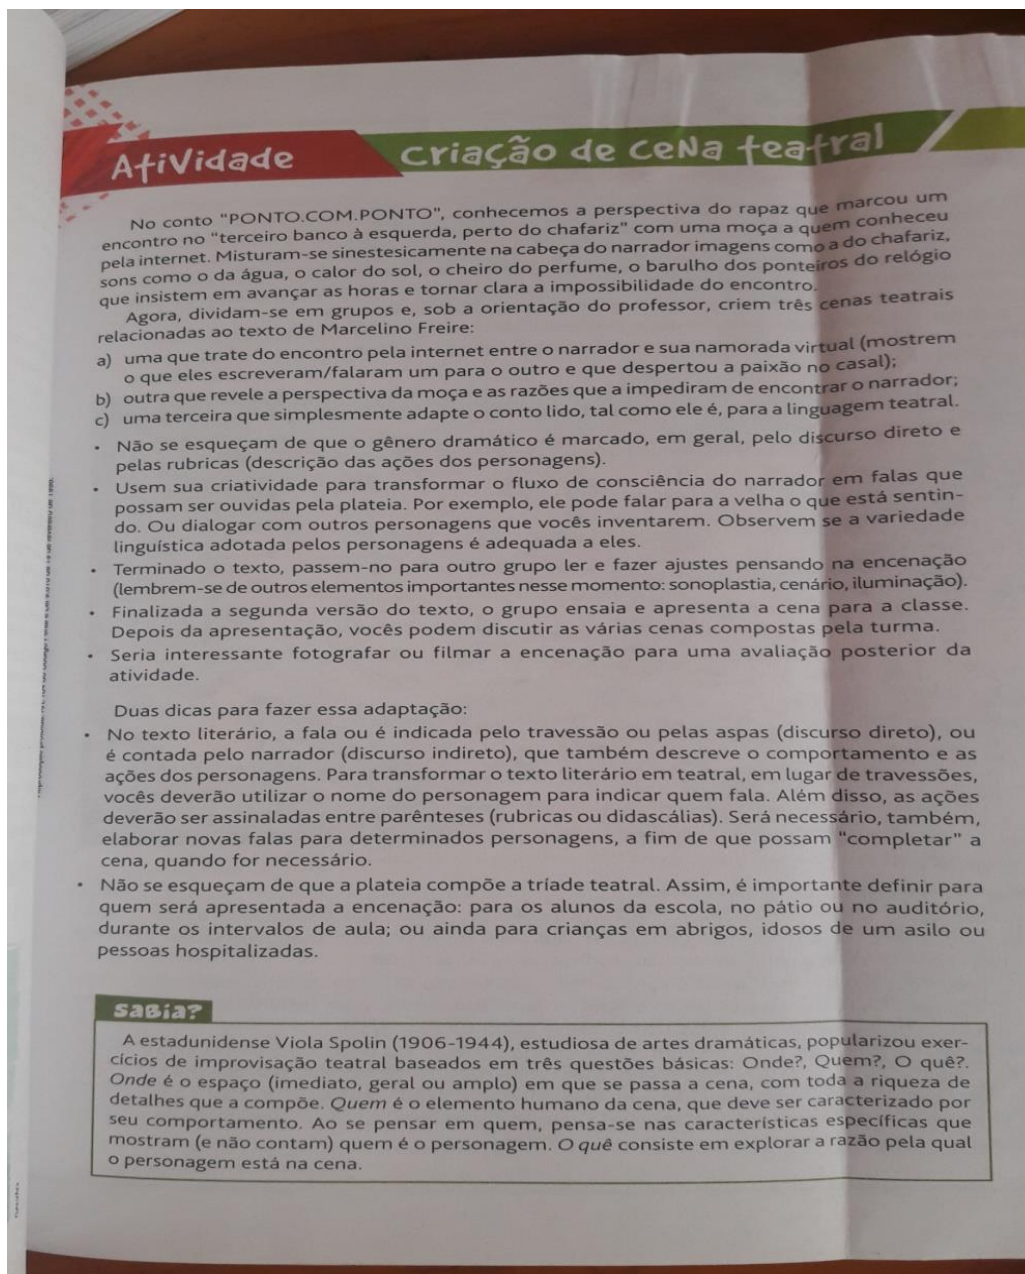 Atividade
criação de cena teatral
No conto "PONTO.COM.PONTO", conhecemos a perspectiva do rapaz que marcou um
encontro no "terceiro banco à esquerda, perto do chafariz" com uma moça a quem conheceu
pela internet. Misturam-se sinestesicamente na cabeça do narrador imagens como a do chafariz,
sons como o da água, o calor do sol, o cheiro do perfume, o barulho dos ponteiros do relógio
que insistem em avançar as horas e tornar clara a impossibilidade do encontro.
Agora, dividam-se em grupos e, sob a orientação do professor, criem três cenas teatrais
relacionadas ao texto de Marcelino Freire:
a) uma que trate do encontro pela internet entre o narrador e sua namorada virtual (mostrem
o que eles escreveram/falaram um para o outro e que despertou a paixão no casal);
b) outra que revele a perspectiva da moça e as razões que a impediram de encontrar o narrador;
c) uma terceira que simplesmente adapte o conto lido, tal como ele é, para a linguagem teatral.
• Não se esqueçam de que o gênero dramático é marcado, em geral, pelo discurso direto e
pelas rubricas (descrição das ações dos personagens).
• Usem sua criatividade para transformar o fluxo de consciência do narrador em falas que
possam ser ouvidas pela plateia. Por exemplo, ele pode falar para a velha o que está sentin-
do. Ou dialogar com outros personagens que vocês inventarem. Observem se a variedade
linguística adotada pelos personagens é adequada a eles.
• Terminado o texto, passem-no para outro grupo ler e fazer ajustes pensando na encenação
(lembrem-se de outros elementos importantes nesse momento: sonoplastia, cenário, iluminação).
• Finalizada a segunda versão do texto, o grupo ensaia e apresenta a cena para a classe.
Depois da apresentação, vocês podem discutir as várias cenas compostas pela turma.
• Seria interessante fotografar ou filmar a encenação para uma avaliação posterior da
atividade.
Duas dicas para fazer essa adaptação:
• No texto literário, a fala ou é indicada pelo travessão ou pelas aspas (discurso direto), ou
é contada pelo narrador (discurso indireto), que também descreve o comportamento e as
ações dos personagens. Para transformar o texto literário em teatral, em lugar de travessões,
vocês deverão utilizar o nome do personagem para indicar quem fala. Além disso, as ações
deverão ser assinaladas entre parênteses (rubricas ou didascálias). Será necessário, também,
elaborar novas falas para determinados personagens, a fim de que possam "completar" a
cena, quando for necessário.
• Não se esqueçam de que a plateia compõe a tríade teatral. Assim, é importante definir para
quem será apresentada a encenação: para os alunos da escola, no pátio ou no auditório,
durante os intervalos de aula; ou ainda para crianças em abrigos, idosos de um asilo ou
pessoas hospitalizadas.
saBia?
A estadunidense Viola Spolin (1906-1944), estudiosa de artes dramáticas, popularizou exer-
cícios de improvisação teatral baseados em três questões básicas: Onde?, Quem?, O quê?.
Onde é o espaço (imediato, geral ou amplo) em que se passa a cena, com toda a riqueza de
detalhes que a compõe. Quem é o elemento humano da cena, que deve ser caracterizado por
seu comportamento. Ao se pensar em quem, pensa-se nas características específicas que
mostram (e não contam) quem é o personagem. O quê consiste em explorar a razão pela qual
o personagem está na cena.